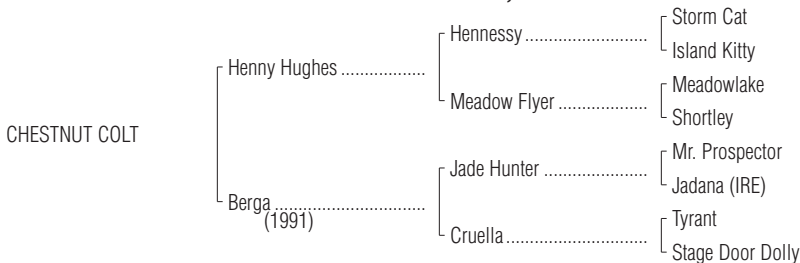 Storm Cat
Hennessy
Island Kitty
Henny Hughes
Meadowlake
Meadow Flyer
Shortley
CHESTNUT COLT
Mr. Prospector
Jade Hunter
Jadana (IRE)
Berga
(1991)
Tyrant
Cruella
Stage Door Dolly